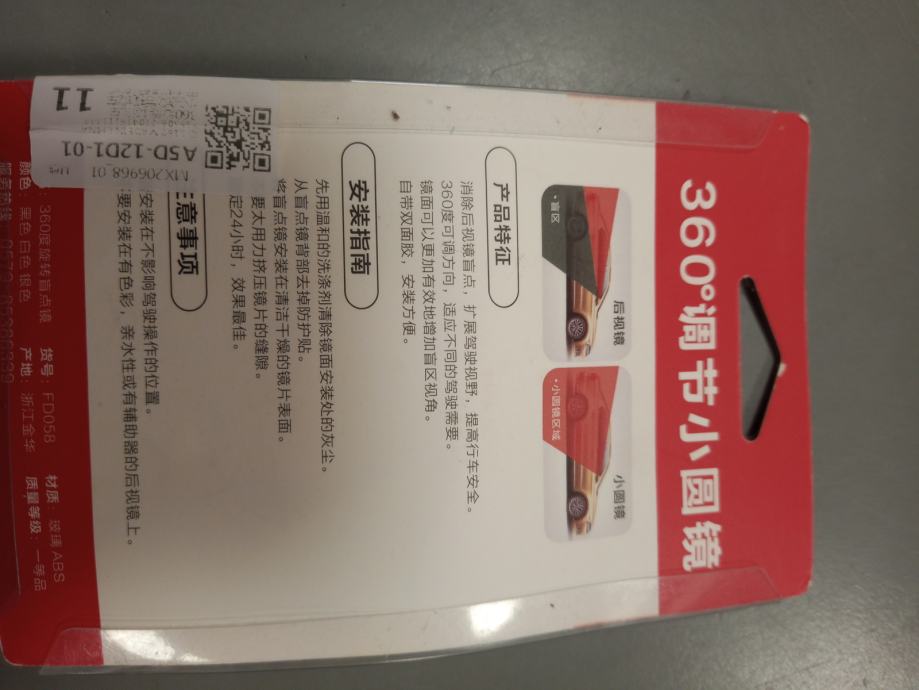 360°调节小圆镜
后视镜
·盲区
小圆镜
·小圆镜区域
产品特征
消除后视镜盲点，扩展驾驶视野，提高行车安全。
360度可调方向，适应不同的驾驶需要。
镜面可以更加有效地增加盲区视角。
自带双面胶，安装方便。
安装指南
先用温和的洗涤剂清除镜面安装处的灰尘。
从盲点镜背部去掉防护贴。
将盲点镜安装在清洁干燥的镜片表面。
要太用力挤压镜片的缝隙。
定24小时，效果最佳。
意事项
安装在不影响驾驶操作的位置。
要安装在有色彩，亲水性或有辅助器的后视镜上。
360度旋转盲点镜 货号：FD058 材质：玻璃 ABS
颜色：黑色 白色 银色 产地：浙江金华 质量等级：一等品
服务热线
MX206968_01
A5D-12D1-01
11